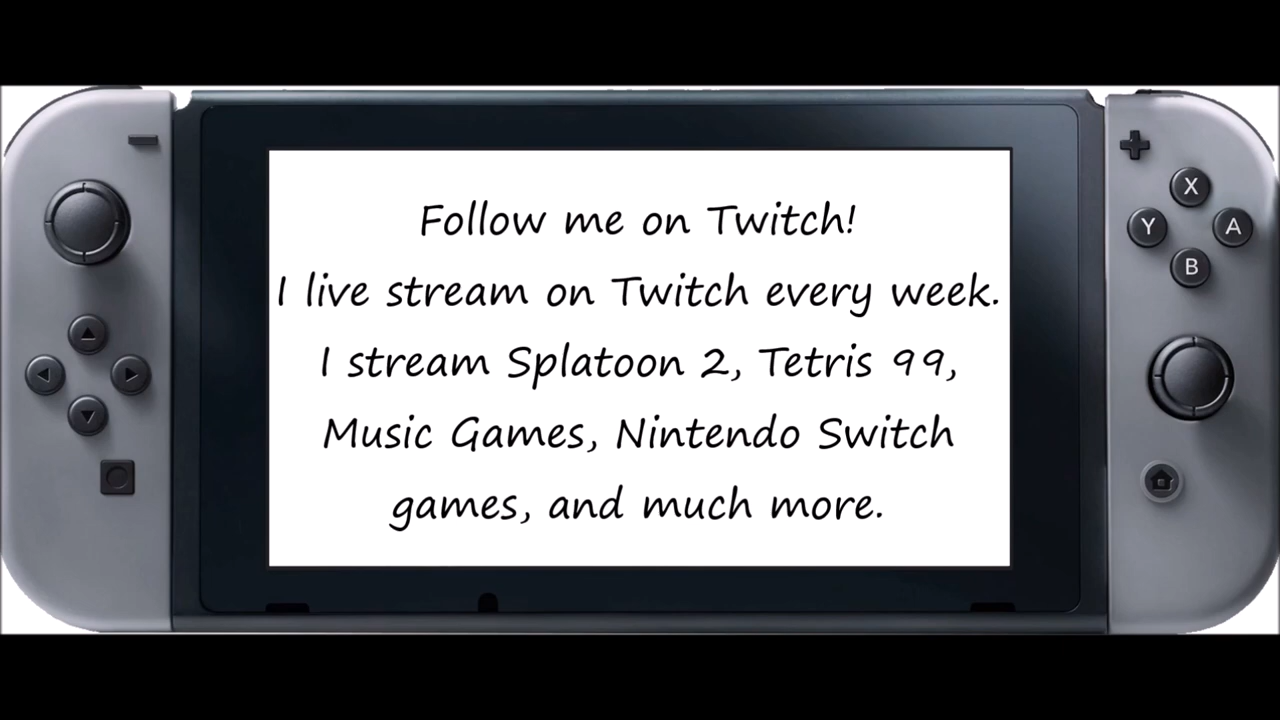 Follow me on Twitch!
I live stream on Twitch every week.
I stream Splatoon 2, Tetris 99,
Music Games, Nintendo Switch
games, and much more.
X
Y
A
B